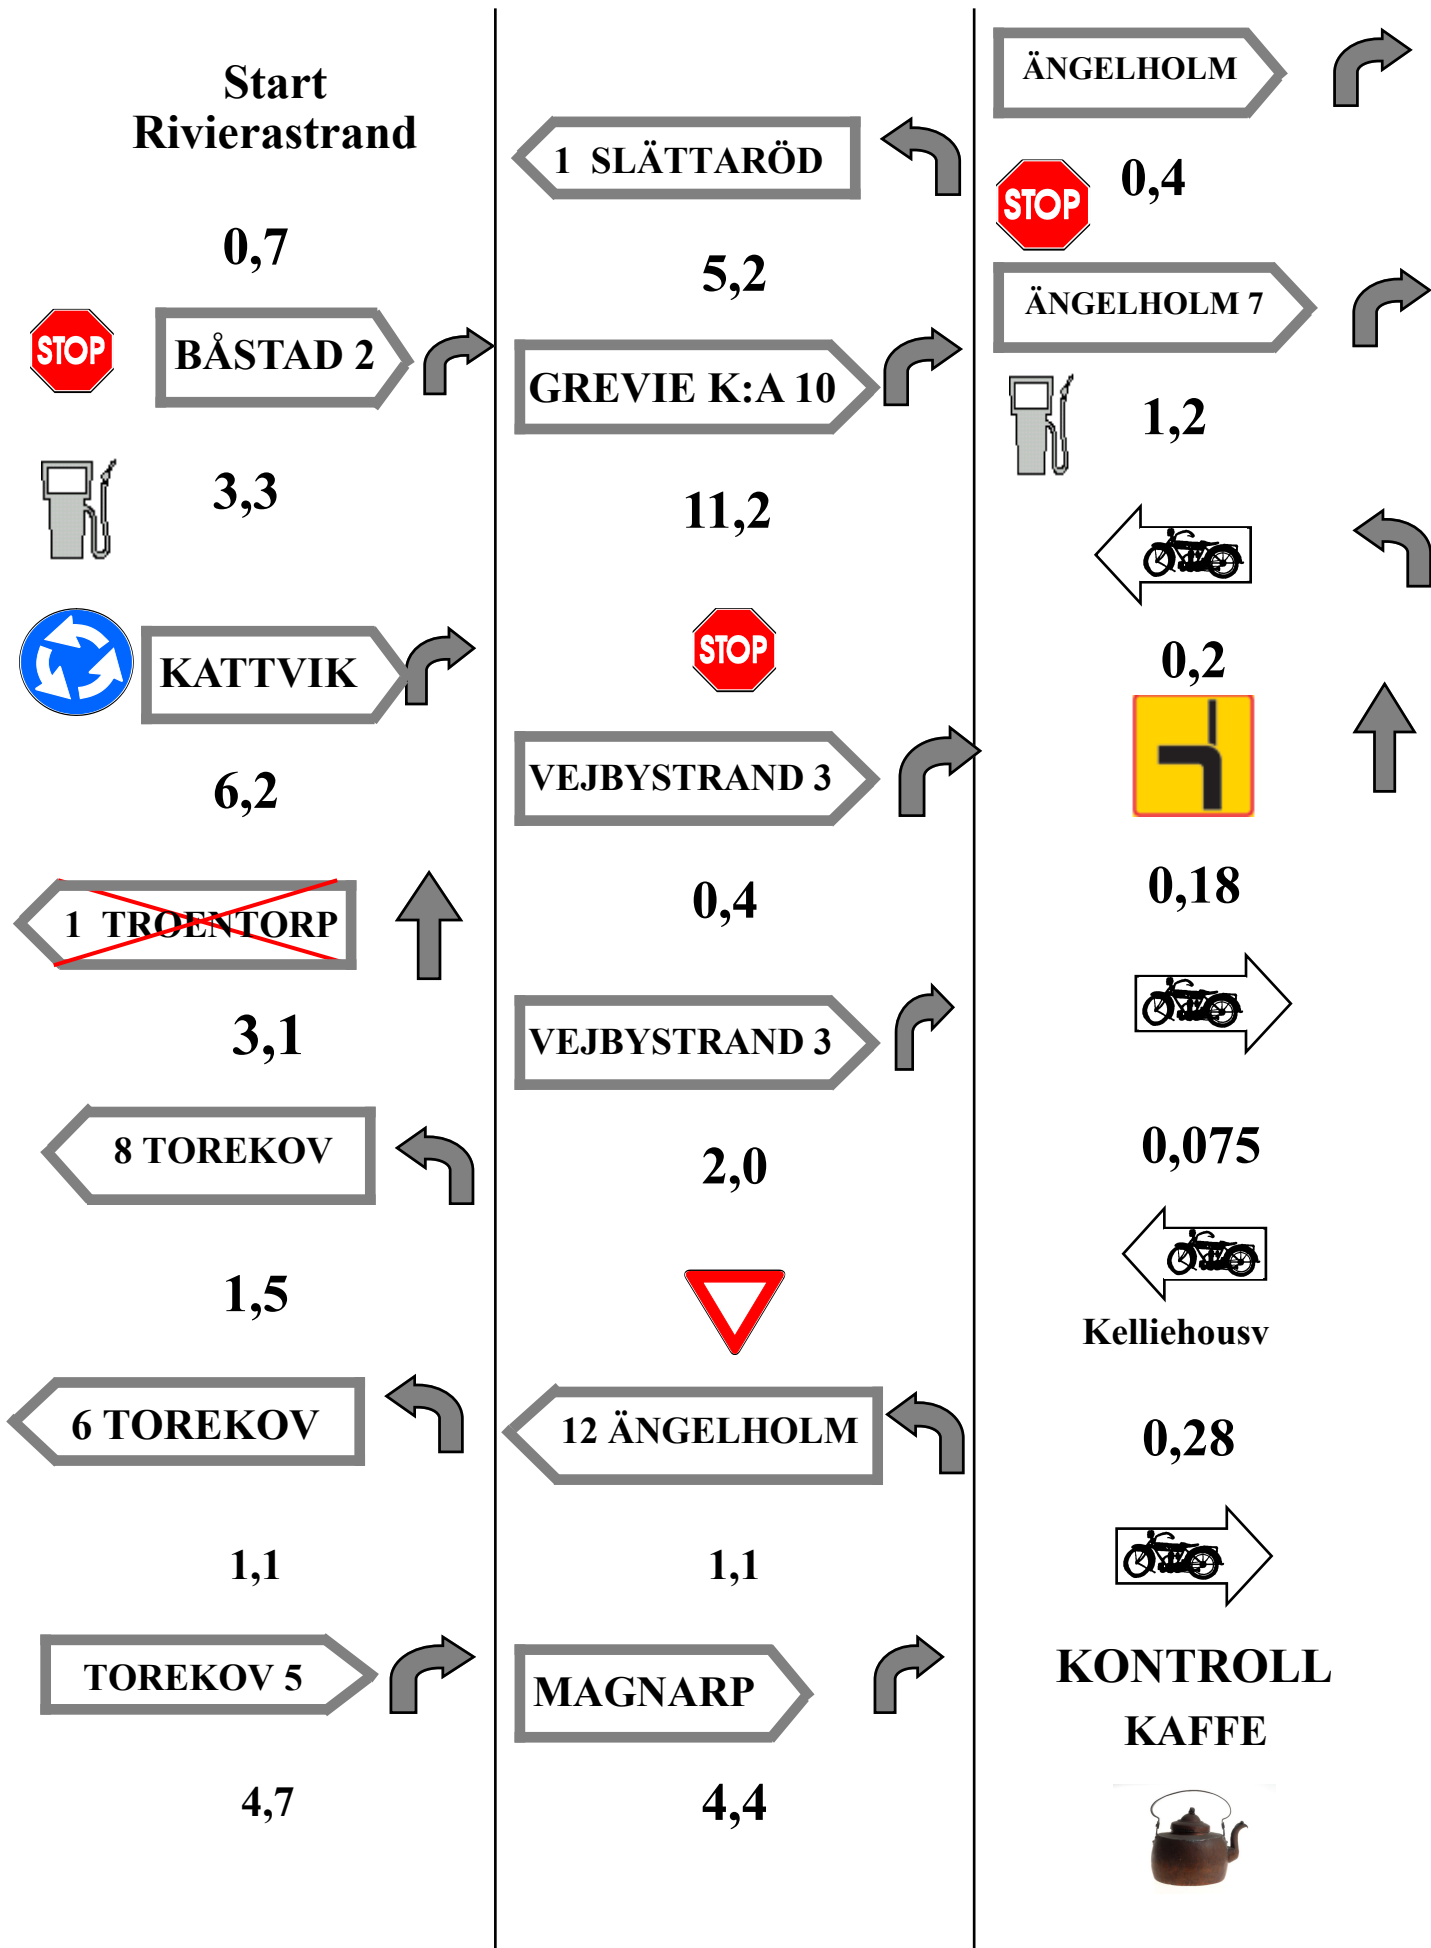 Start
Rivierastrand
0,7
STOP
BÅSTAD 2
3,3
KATTVIK
6,2
1 TROENTORP
3,1
8 TOREKOV
1,5
6 TOREKOV
1,1
TOREKOV 5
4,7
1 SLÄTTARÖD
5,2
GREVIE K:A 10
11,2
STOP
VEJBYSTRAND 3
0,4
VEJBYSTRAND 3
2,0
12 ÄNGELHOLM
1,1
MAGNARP
4,4
ÄNGELHOLM
0,4
STOP
ÄNGELHOLM 7
1,2
0,2
0,18
0,075
Kelliehousv
0,28
KONTROLL
KAFFE